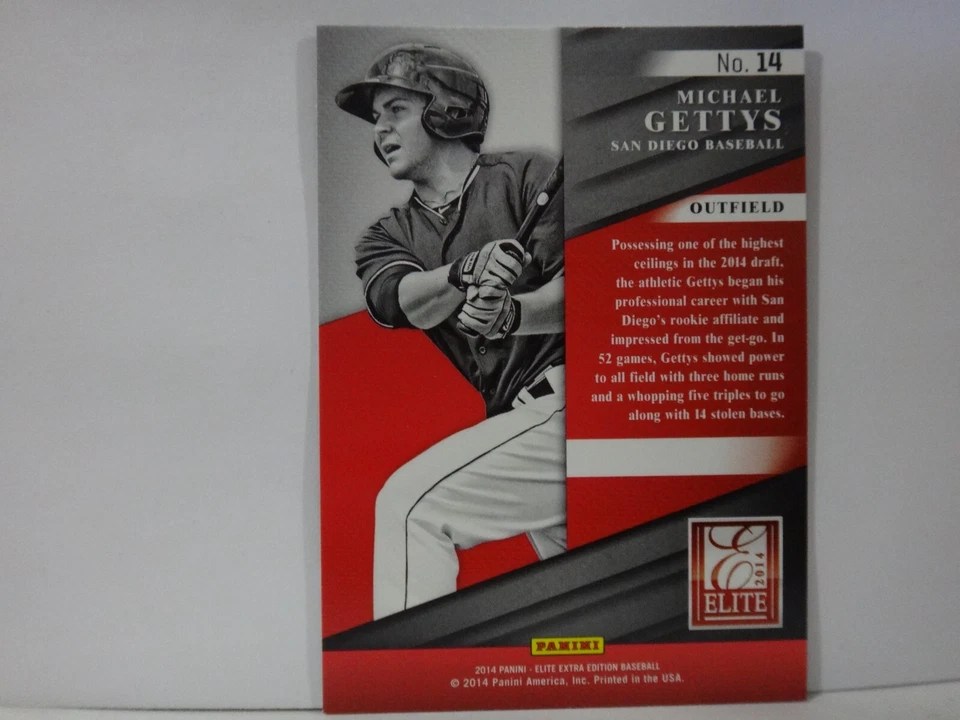 No. 14
MICHAEL
GETTYS
SAN DIEGO BASEBALL
OUTFIELD
Possessing one of the highest
ceilings in the 2014 draft,
the athletic Gettys began his
professional career with San
Diego's rookie affiliate and
impressed from the get-go. In
52 games, Gettys showed power
to all field with three home runs
and a whopping five triples to go
along with 14 stolen bases.
E
2014
ELITE
PANINI
2014 PANINI - ELITE EXTRA EDITION BASEBALL
© 2014 Panini America, Inc. Printed in the USA.